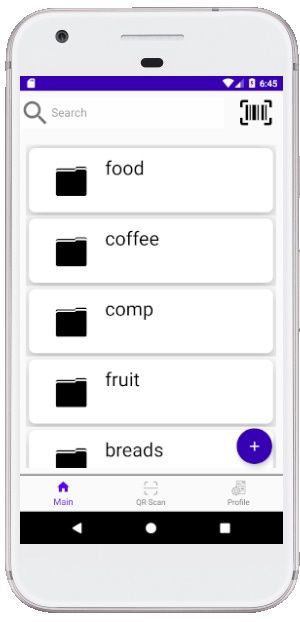 6:45
Search
food
coffee
comp
fruit
breads
+
Main
QR Scan
Profile